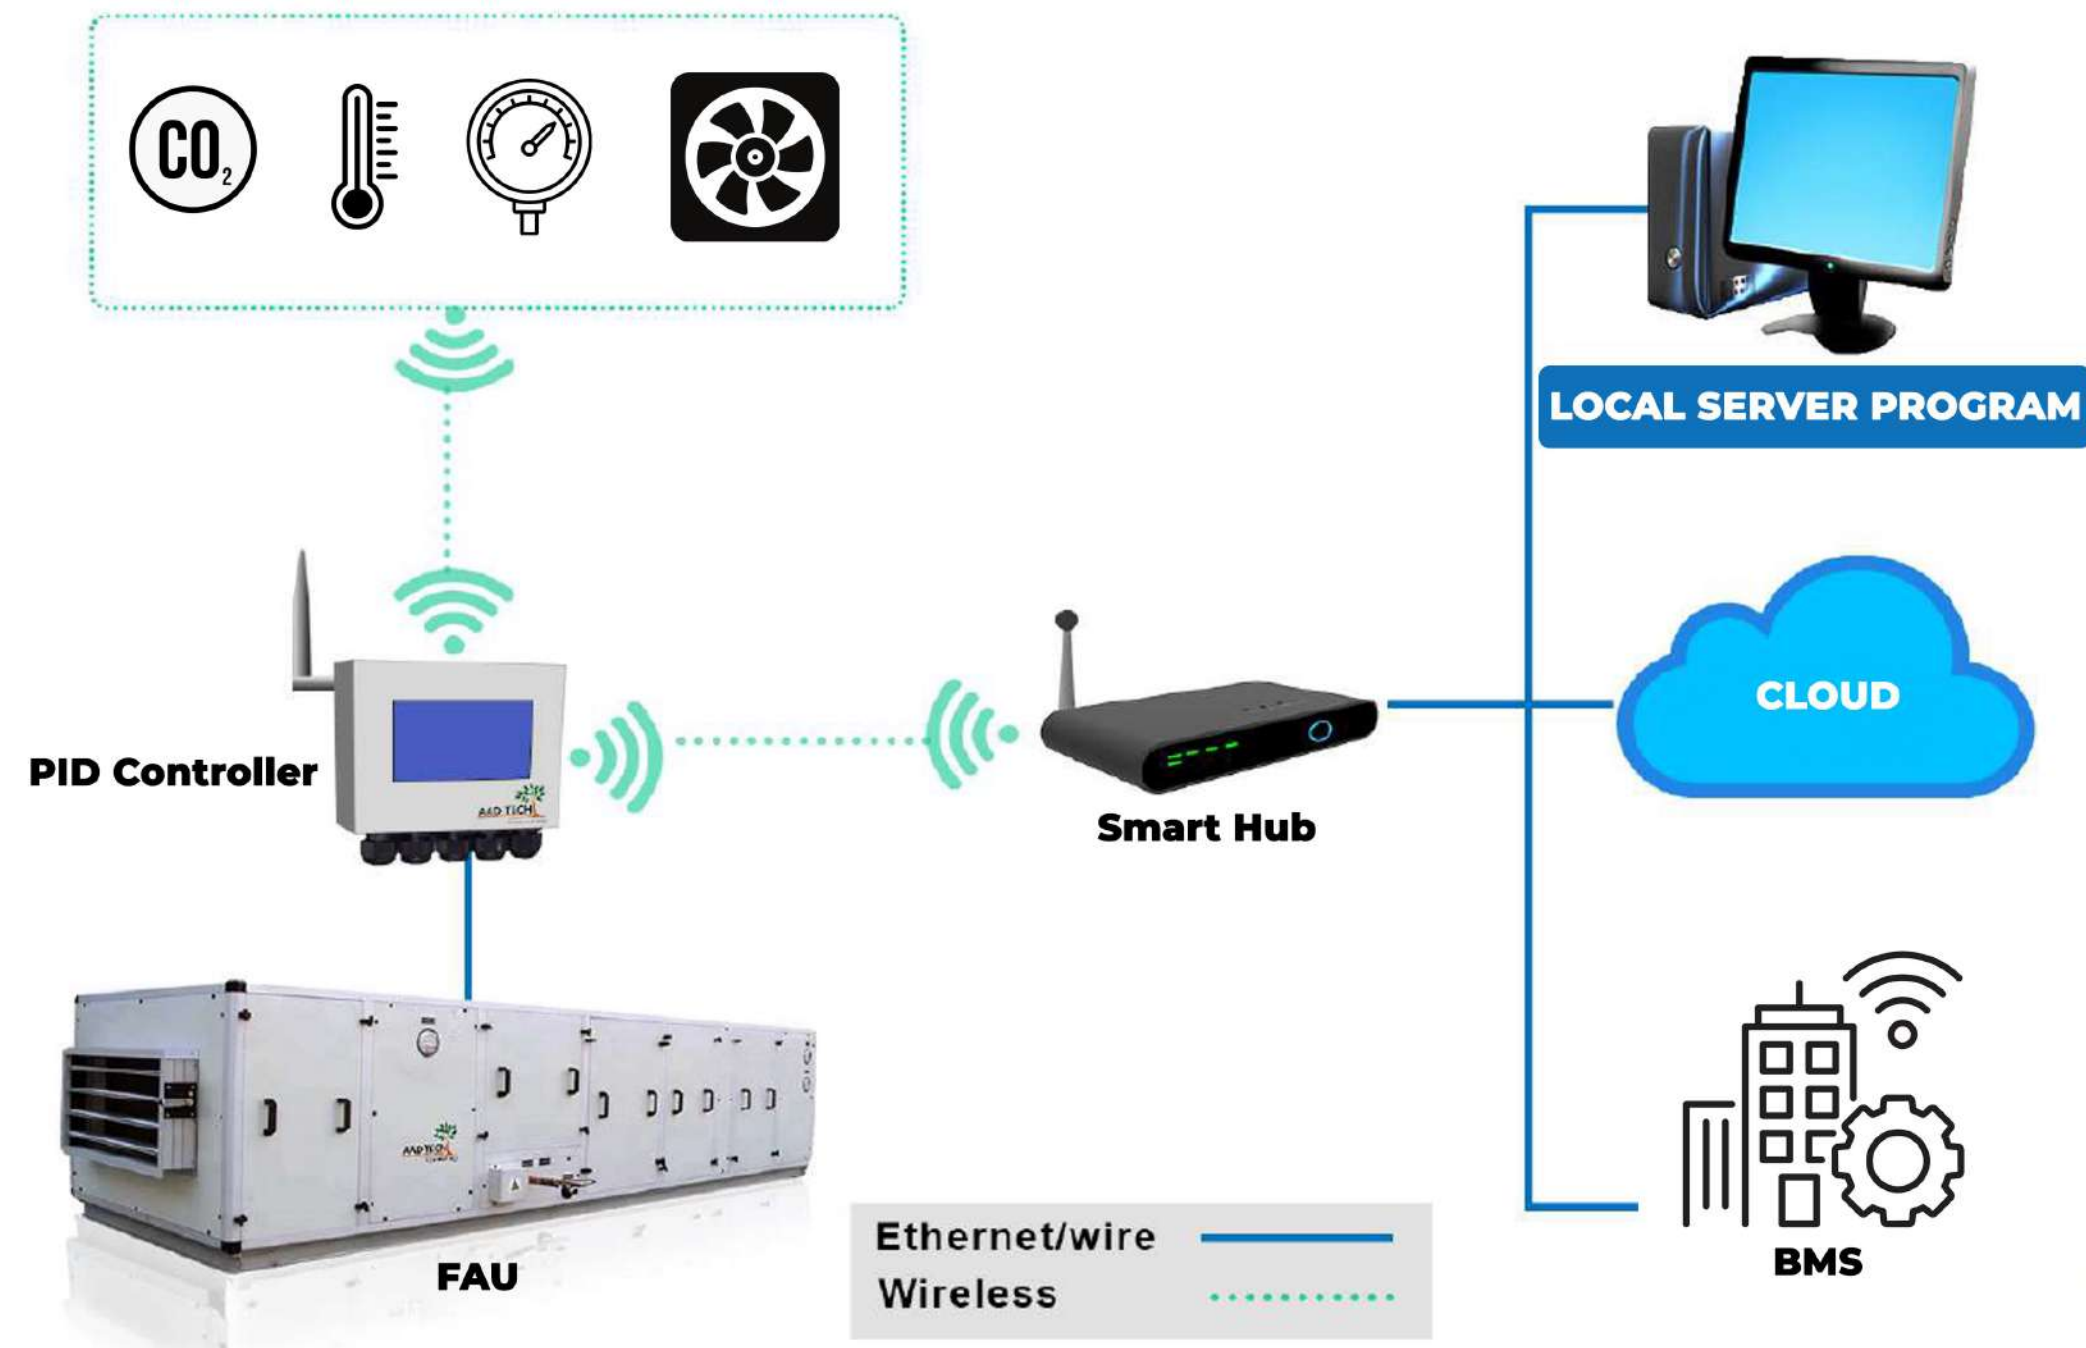 CO2
LOCAL SERVER PROGRAM
CLOUD
PID Controller
Smart Hub
FAU
BMS
Ethernet/wire
Wireless